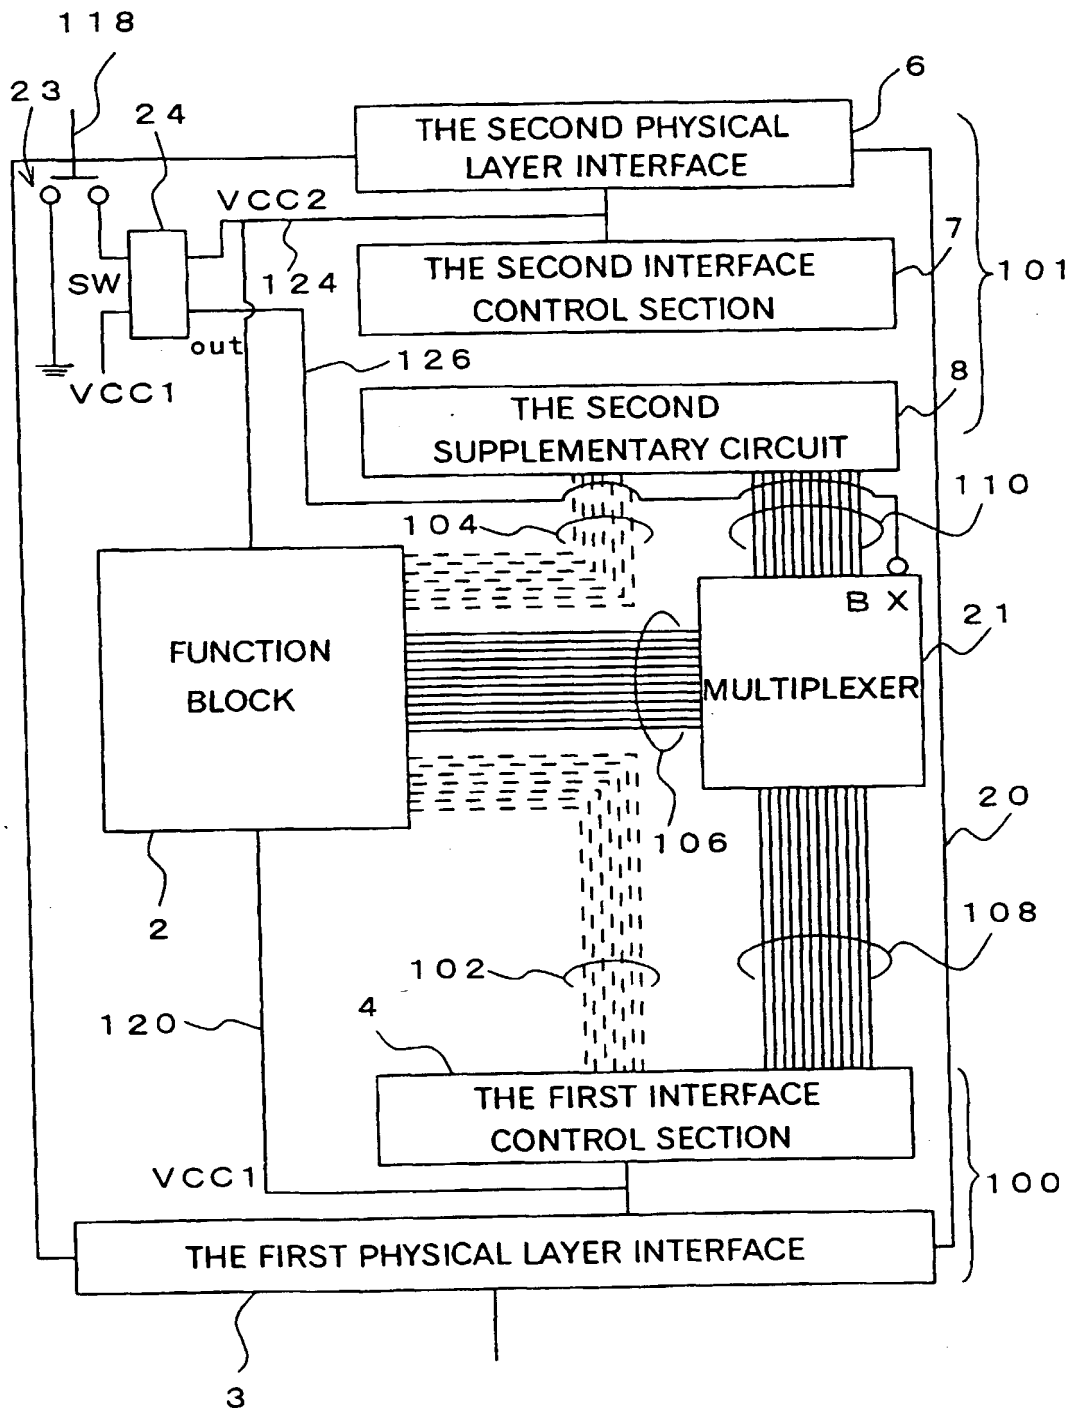 118
23
24
6
THE SECOND PHYSICAL
LAYER INTERFACE
VCC2
7
124
THE SECOND INTERFACE
CONTROL SECTION
101
SW
out
VCC1
126
8
THE SECOND
SUPPLEMENTARY CIRCUIT
110
104
B X
21
FUNCTION
BLOCK
MULTIPLEXER
20
106
2
108
102
4
120
THE FIRST INTERFACE
CONTROL SECTION
VCC1
100
THE FIRST PHYSICAL LAYER INTERFACE
3